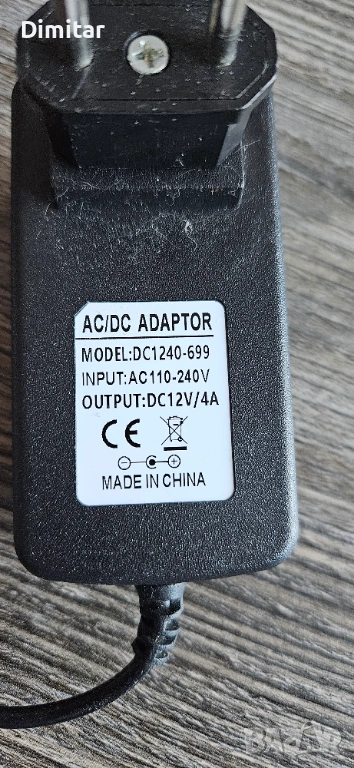 Dimitar
AC/DC ADAPTOR
MODEL:DC1240-699
INPUT:AC110-240V
OUTPUT:DC12V/4A
CE
MADE IN CHINA